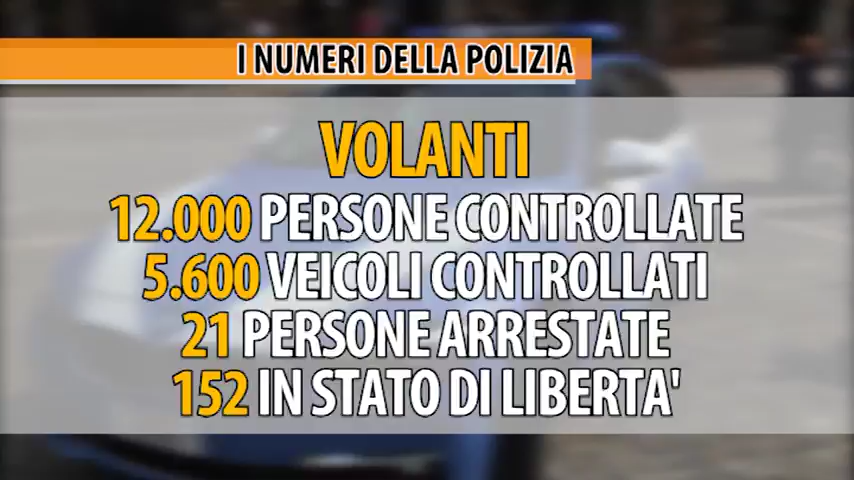 I NUMERI DELLA POLIZIA
VOLANTI
12.000 PERSONE CONTROLLATE
5.600 VEICOLI CONTROLLATI
21 PERSONE ARRESTATE
152 IN STATO DI LIBERTA'